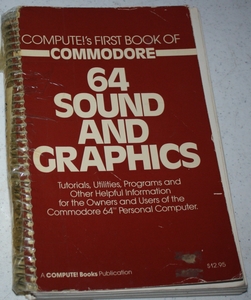 COMPUTE!'s FIRST BOOK OF
COMMODORE
64
SOUND
AND
GRAPHICS
Tutorials, Utilities, Programs and
Other Helpful Information
for the Owners and Users of the
Commodore 64™ Personal Computer.
A COMPUTE! Books Publication
$12.95